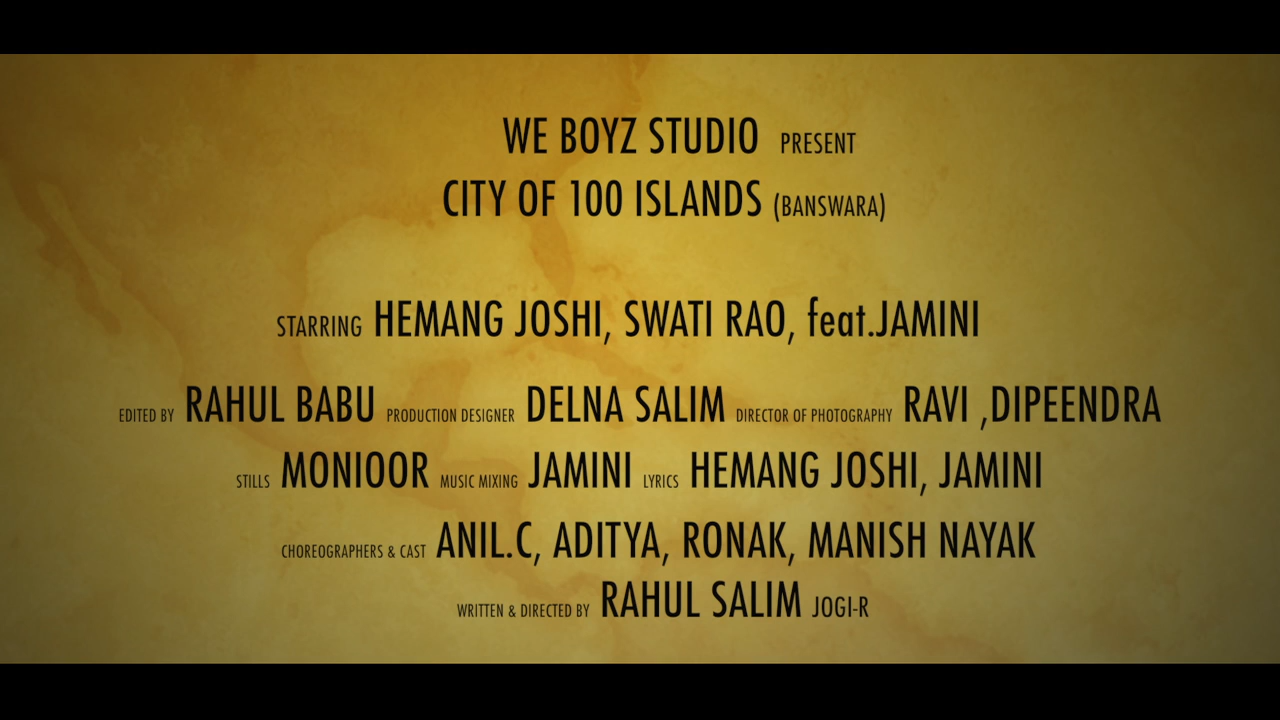 WE BOYZ STUDIO PRESENT
CITY OF 100 ISLANDS (BANSWARA)
STARRING HEMANG JOSHI, SWATI RAO, feat.JAMINI
EDITED BY RAHUL BABU PRODUCTION DESIGNER DELNA SALIM DIRECTOR OF PHOTOGRAPHY RAVI ,DIPEENDRA
STILLS MONIOOR MUSIC MIXING JAMINI LYRICS HEMANG JOSHI, JAMINI
CHOREOGRAPHERS & CAST ANIL.C, ADITYA, RONAK, MANISH NAYAK
WRITTEN & DIRECTED BY RAHUL SALIM JOGI-R